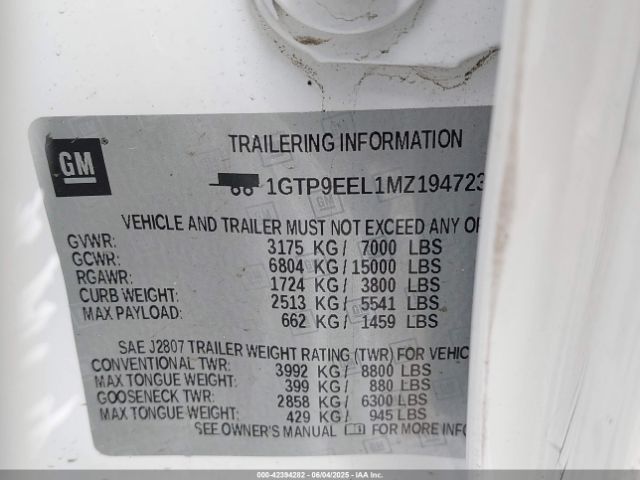 GM
TRAILERING INFORMATION
1GTP9EEL1MZ194723
VEHICLE AND TRAILER MUST NOT EXCEED ANY OF
GVWR: 3175 KG / 7000 LBS
GCWR: 6804 KG / 15000 LBS
RGAWR: 1724 KG / 3800 LBS
CURB WEIGHT: 2513 KG / 5541 LBS
MAX PAYLOAD: 662 KG / 1459 LBS
SAE J2807 TRAILER WEIGHT RATING (TWR) FOR VEHIC
CONVENTIONAL TWR: 3992 KG / 8800 LBS
MAX TONGUE WEIGHT: 399 KG / 880 LBS
GOOSENECK TWR: 2858 KG / 6300 LBS
MAX TONGUE WEIGHT: 429 KG / 945 LBS
SEE OWNER'S MANUAL FOR MORE INFO
000-42394282 - 06/04/2025 -